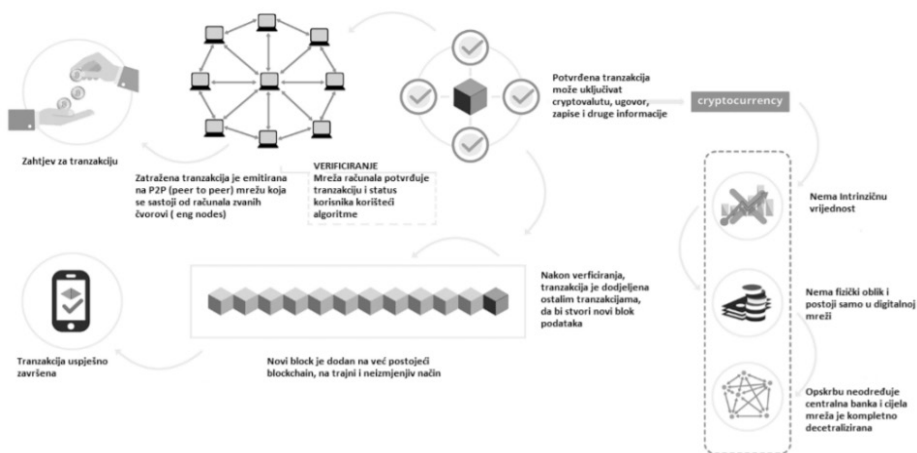 Zahtjev za tranzakciju
Zatražena tranzakcija je emitirana
na P2P (peer to peer) mrežu koja
se sastoji od računala zvanih
čvorovi ( eng nodes)
VERIFICIRANJE
Mreža računala potvrđuje
tranzakciju i status
korisnika koristeći
algoritme
Potvrđena tranzakcija
može uključivat
cryptovalutu, ugovor,
zapise i druge informacije
cryptocurrency
Nema Intrinzičnu
vrijednost
Nema fizički oblik i
postoji samo u digitalnoj
mreži
Opskrbu neodređuje
centralna banka i cijela
mreža je kompletno
decetralizirana
Nakon verficiranja,
tranzakcija je dodjeljena
ostalim tranzakcijama,
da bi stvori novi blok
podataka
Novi block je dodan na već postojeći
blockchain, na trajni i neizmjenjiv način
Tranzakcija uspješno
završena